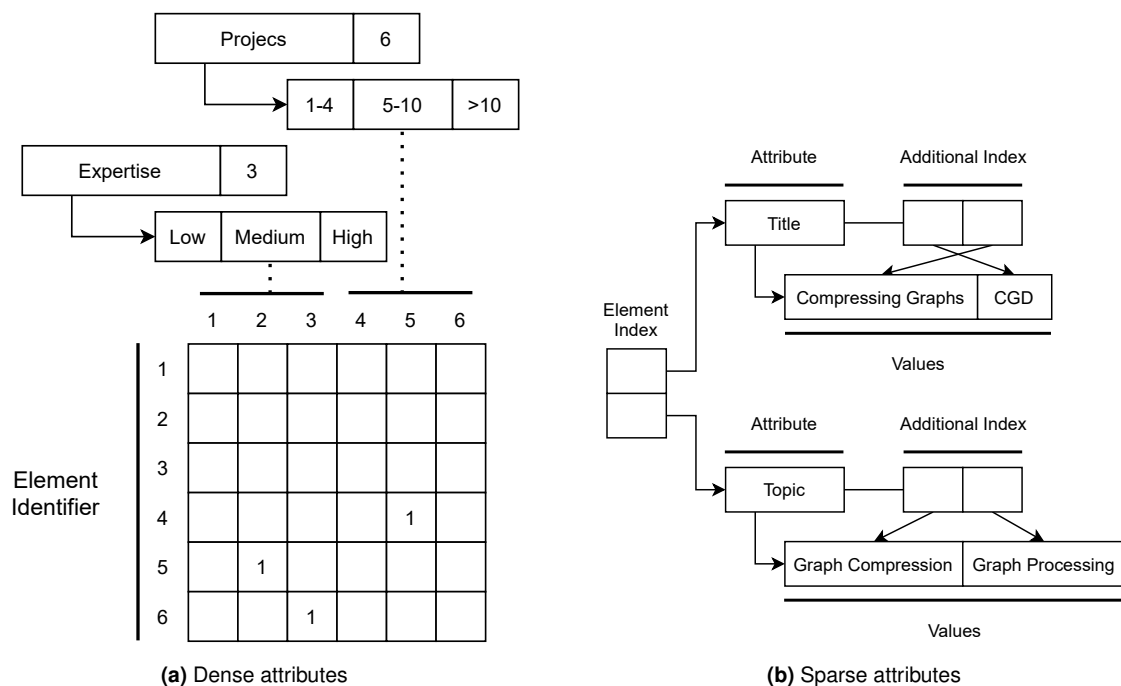 Projecs 6
1-4 5-10 >10
Expertise 3
Low Medium High
1 2 3 4 5 6
Element
Identifier
1
2
3
4 1
5 1
6 1
(a) Dense attributes
Attribute Additional Index
Title
Compressing Graphs CGD
Values
Element
Index
Attribute Additional Index
Topic
Graph Compression Graph Processing
Values
(b) Sparse attributes